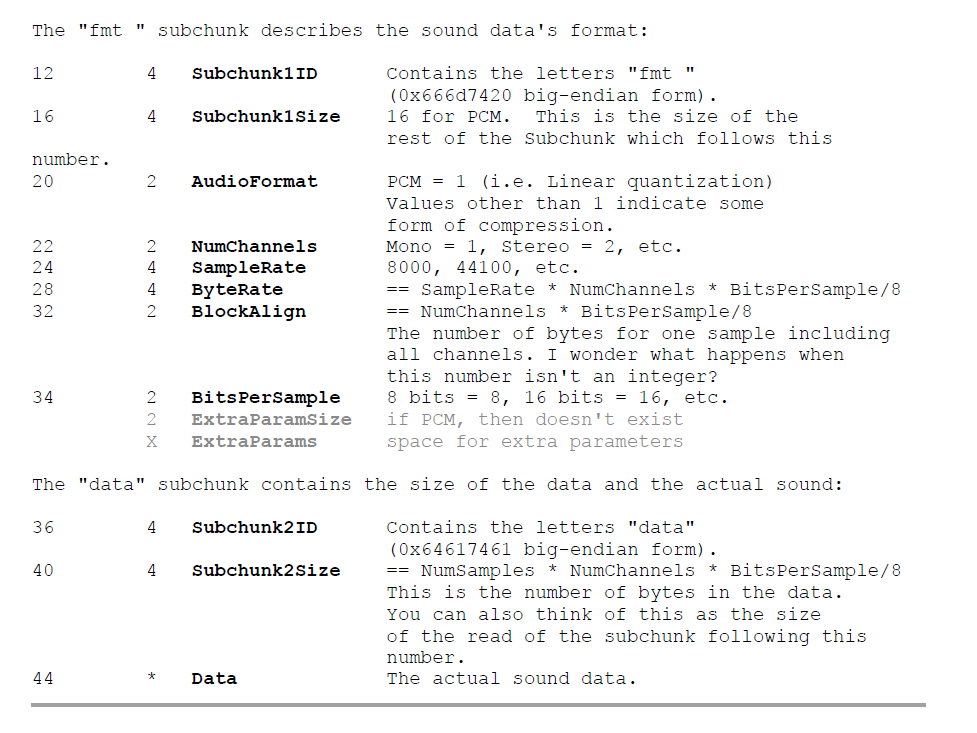 The "fmt " subchunk describes the sound data's format:
12 4 Subchunk1ID Contains the letters "fmt "
(0x666d7420 big-endian form).
16 4 Subchunk1Size 16 for PCM. This is the size of the
rest of the Subchunk which follows this
number.
20 2 AudioFormat PCM = 1 (i.e. Linear quantization)
Values other than 1 indicate some
form of compression.
22 2 NumChannels Mono = 1, Stereo = 2, etc.
24 4 SampleRate 8000, 44100, etc.
28 4 ByteRate == SampleRate * NumChannels * BitsPerSample/8
32 2 BlockAlign == NumChannels * BitsPerSample/8
The number of bytes for one sample including
all channels. I wonder what happens when
this number isn't an integer?
34 2 BitsPerSample 8 bits = 8, 16 bits = 16, etc.
2 ExtraParamSize if PCM, then doesn't exist
X ExtraParams space for extra parameters
The "data" subchunk contains the size of the data and the actual sound:
36 4 Subchunk2ID Contains the letters "data"
(0x64617461 big-endian form).
40 4 Subchunk2Size == NumSamples * NumChannels * BitsPerSample/8
This is the number of bytes in the data.
You can also think of this as the size
of the read of the subchunk following this
number.
44 * Data The actual sound data.